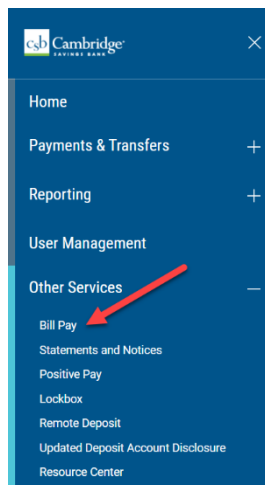 csb Cambridge
SAVINGS BANK
Home
Payments & Transfers
Reporting
User Management
Other Services
Bill Pay
Statements and Notices
Positive Pay
Lockbox
Remote Deposit
Updated Deposit Account Disclosure
Resource Center